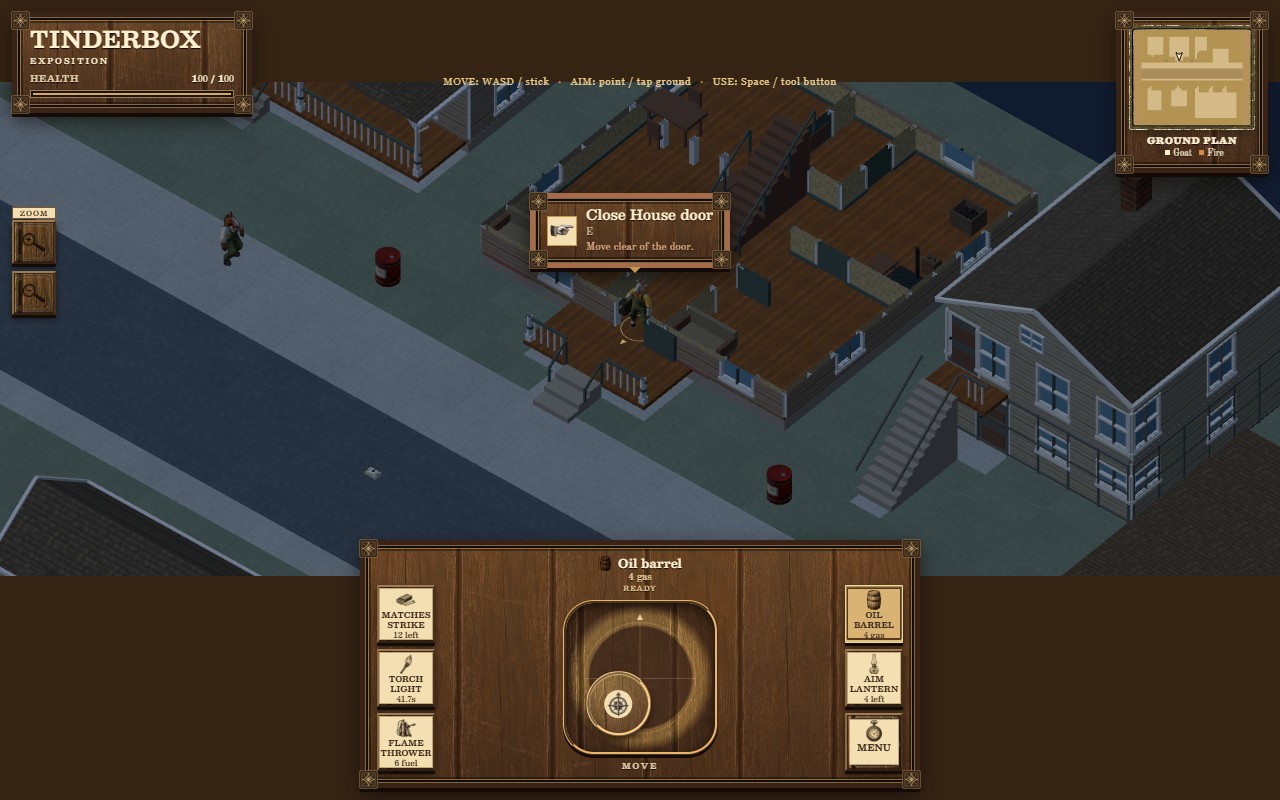 TINDERBOX
EXPOSITION
HEALTH 100 / 100
MOVE: WASD / stick · AIM: point / tap ground · USE: Space / tool button
GROUND PLAN
Goat Fire
ZOOM
Close House door
E
Move clear of the door.
Oil barrel
4 gas
READY
MATCHES
STRIKE
12 left
TORCH
LIGHT
41.7s
FLAME
THROWER
6 fuel
OIL
BARREL
4 gas
AIM
LANTERN
4 left
MENU
MOVE